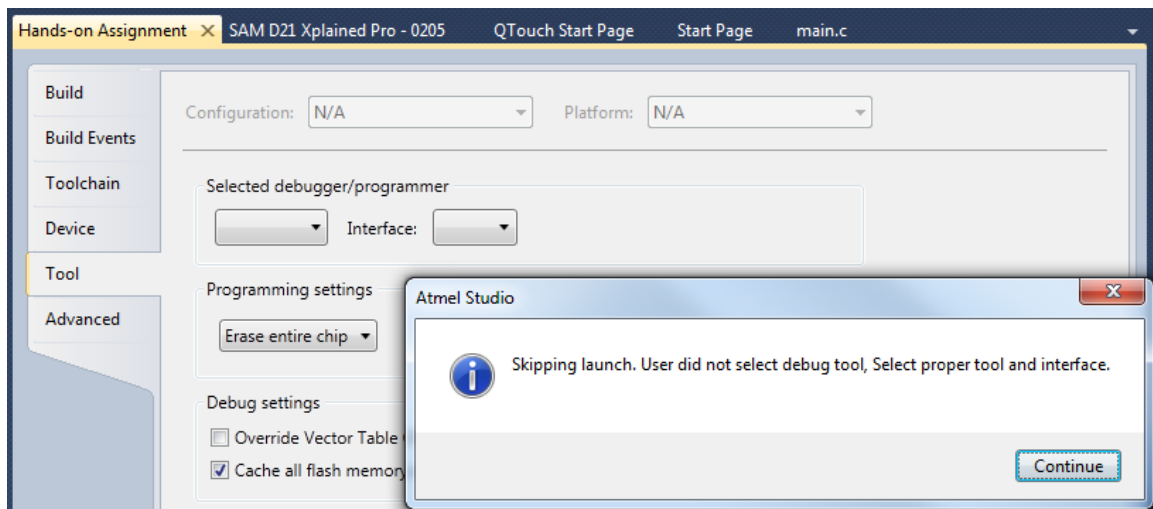 Hands-on Assignment SAM D21 Xplained Pro - 0205 QTouch Start Page Start Page main.c
Build
Configuration: N/A Platform: N/A
Build Events
Toolchain
Selected debugger/programmer
Device
Interface:
Tool
Programming settings
Advanced
Erase entire chip
Atmel Studio
Skipping launch. User did not select debug tool, Select proper tool and interface.
Debug settings
Override Vector Table
Cache all flash memory
Continue